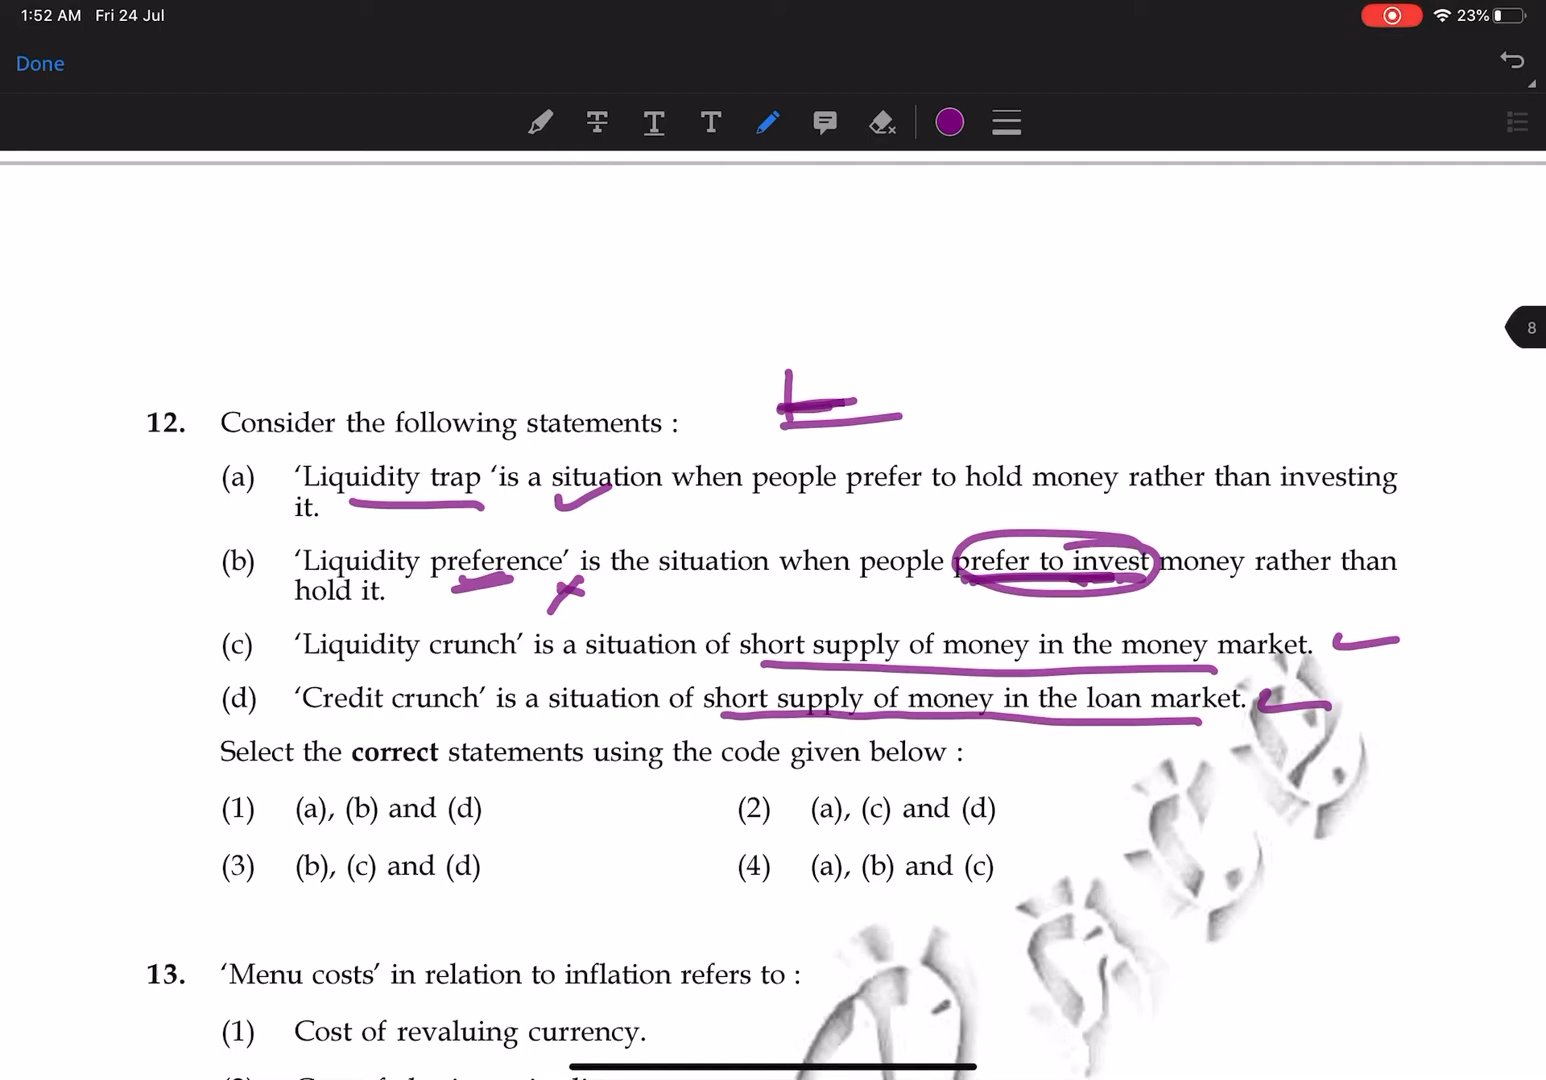 1:52 AM Fri 24 Jul 23%
Done
8
12. Consider the following statements :
(a) ‘Liquidity trap ‘is a situation when people prefer to hold money rather than investing
it.
(b) ‘Liquidity preference’ is the situation when people prefer to invest money rather than
hold it.
(c) ‘Liquidity crunch’ is a situation of short supply of money in the money market.
(d) ‘Credit crunch’ is a situation of short supply of money in the loan market.
Select the correct statements using the code given below :
(1) (a), (b) and (d) (2) (a), (c) and (d)
(3) (b), (c) and (d) (4) (a), (b) and (c)
13. ‘Menu costs’ in relation to inflation refers to :
(1) Cost of revaluing currency.